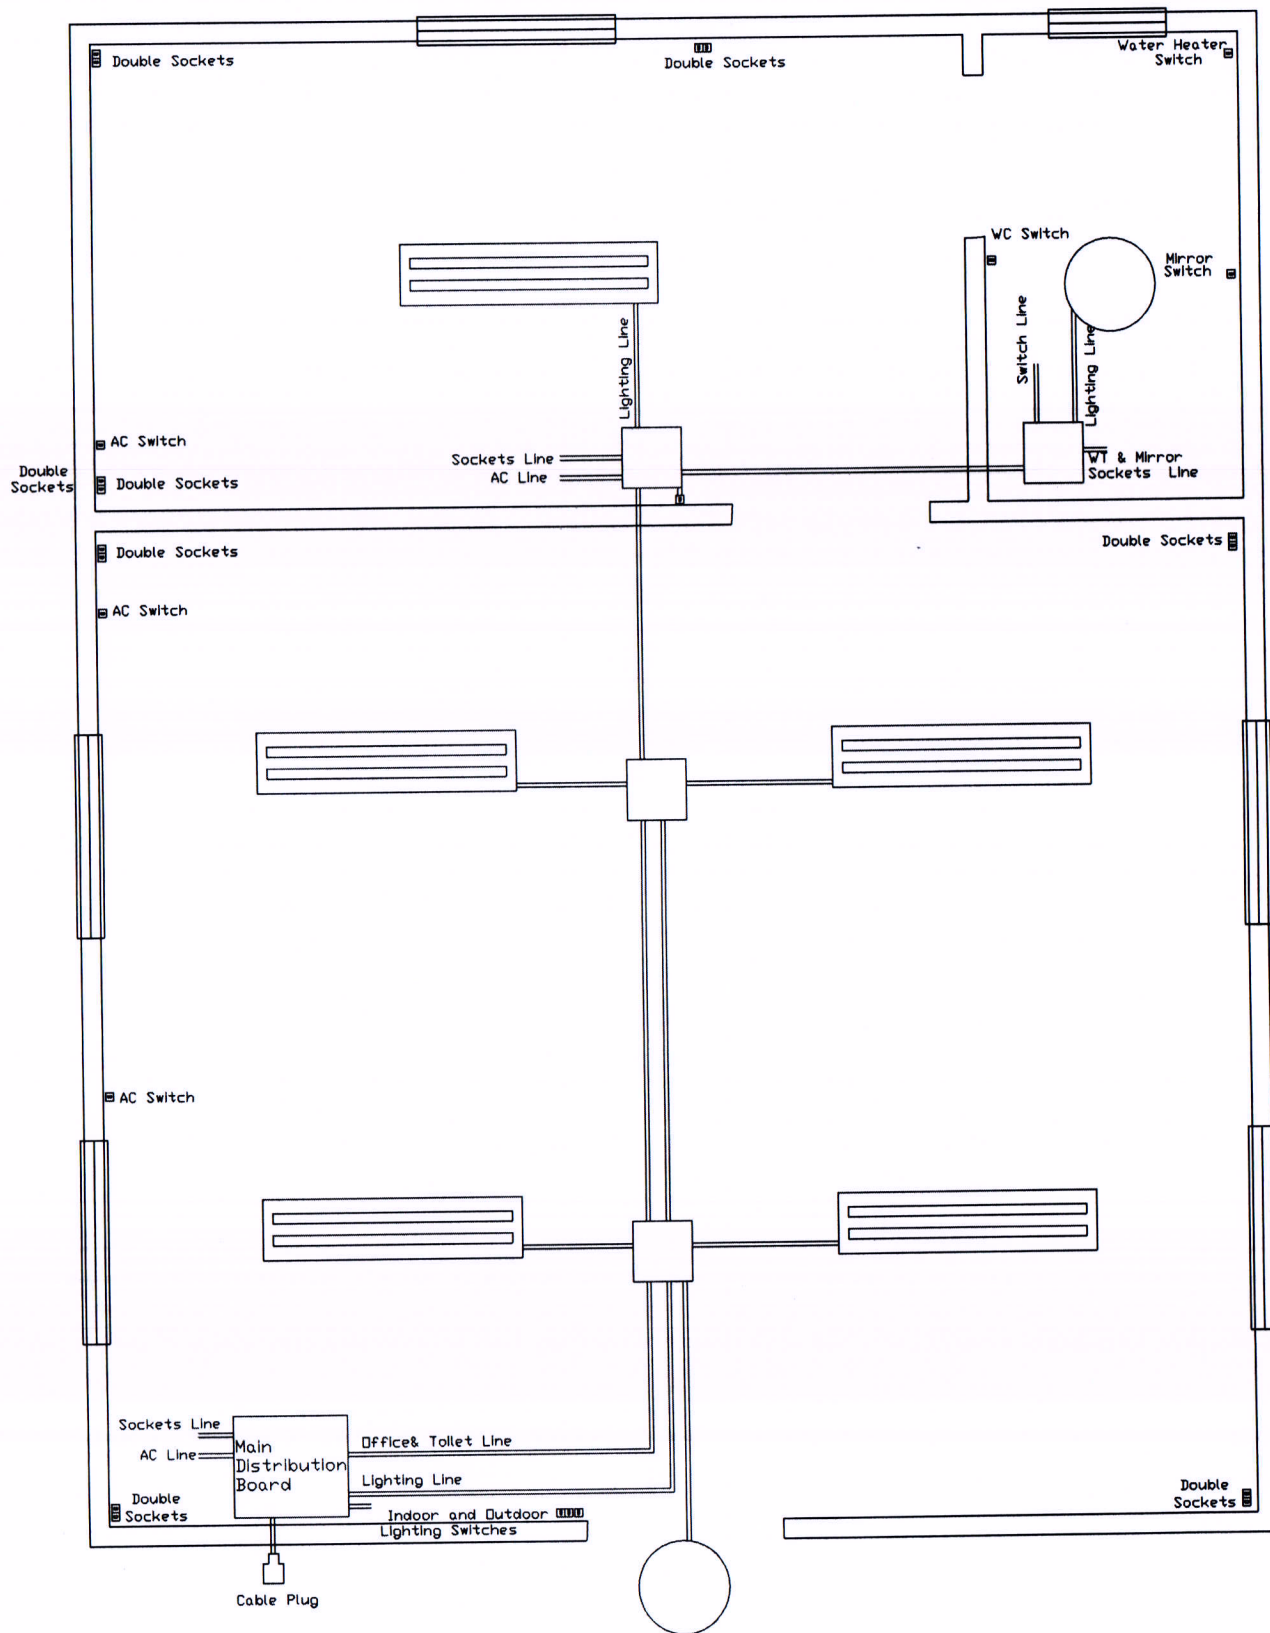 Double Sockets
Double Sockets
Water Heater
Switch
WC Switch
Mirror
Switch
Lighting Line
Switch Line
Lighting Line
AC Switch
Sockets Line
AC Line
WT & Mirror
Sockets Line
Double
Sockets
Double Sockets
Double Sockets
Double Sockets
AC Switch
AC Switch
Sockets Line
AC Line
Main
Distribution
Board
Office& Toilet Line
Lighting Line
Double
Sockets
Indoor and Outdoor
Lighting Switches
Double
Sockets
Cable Plug